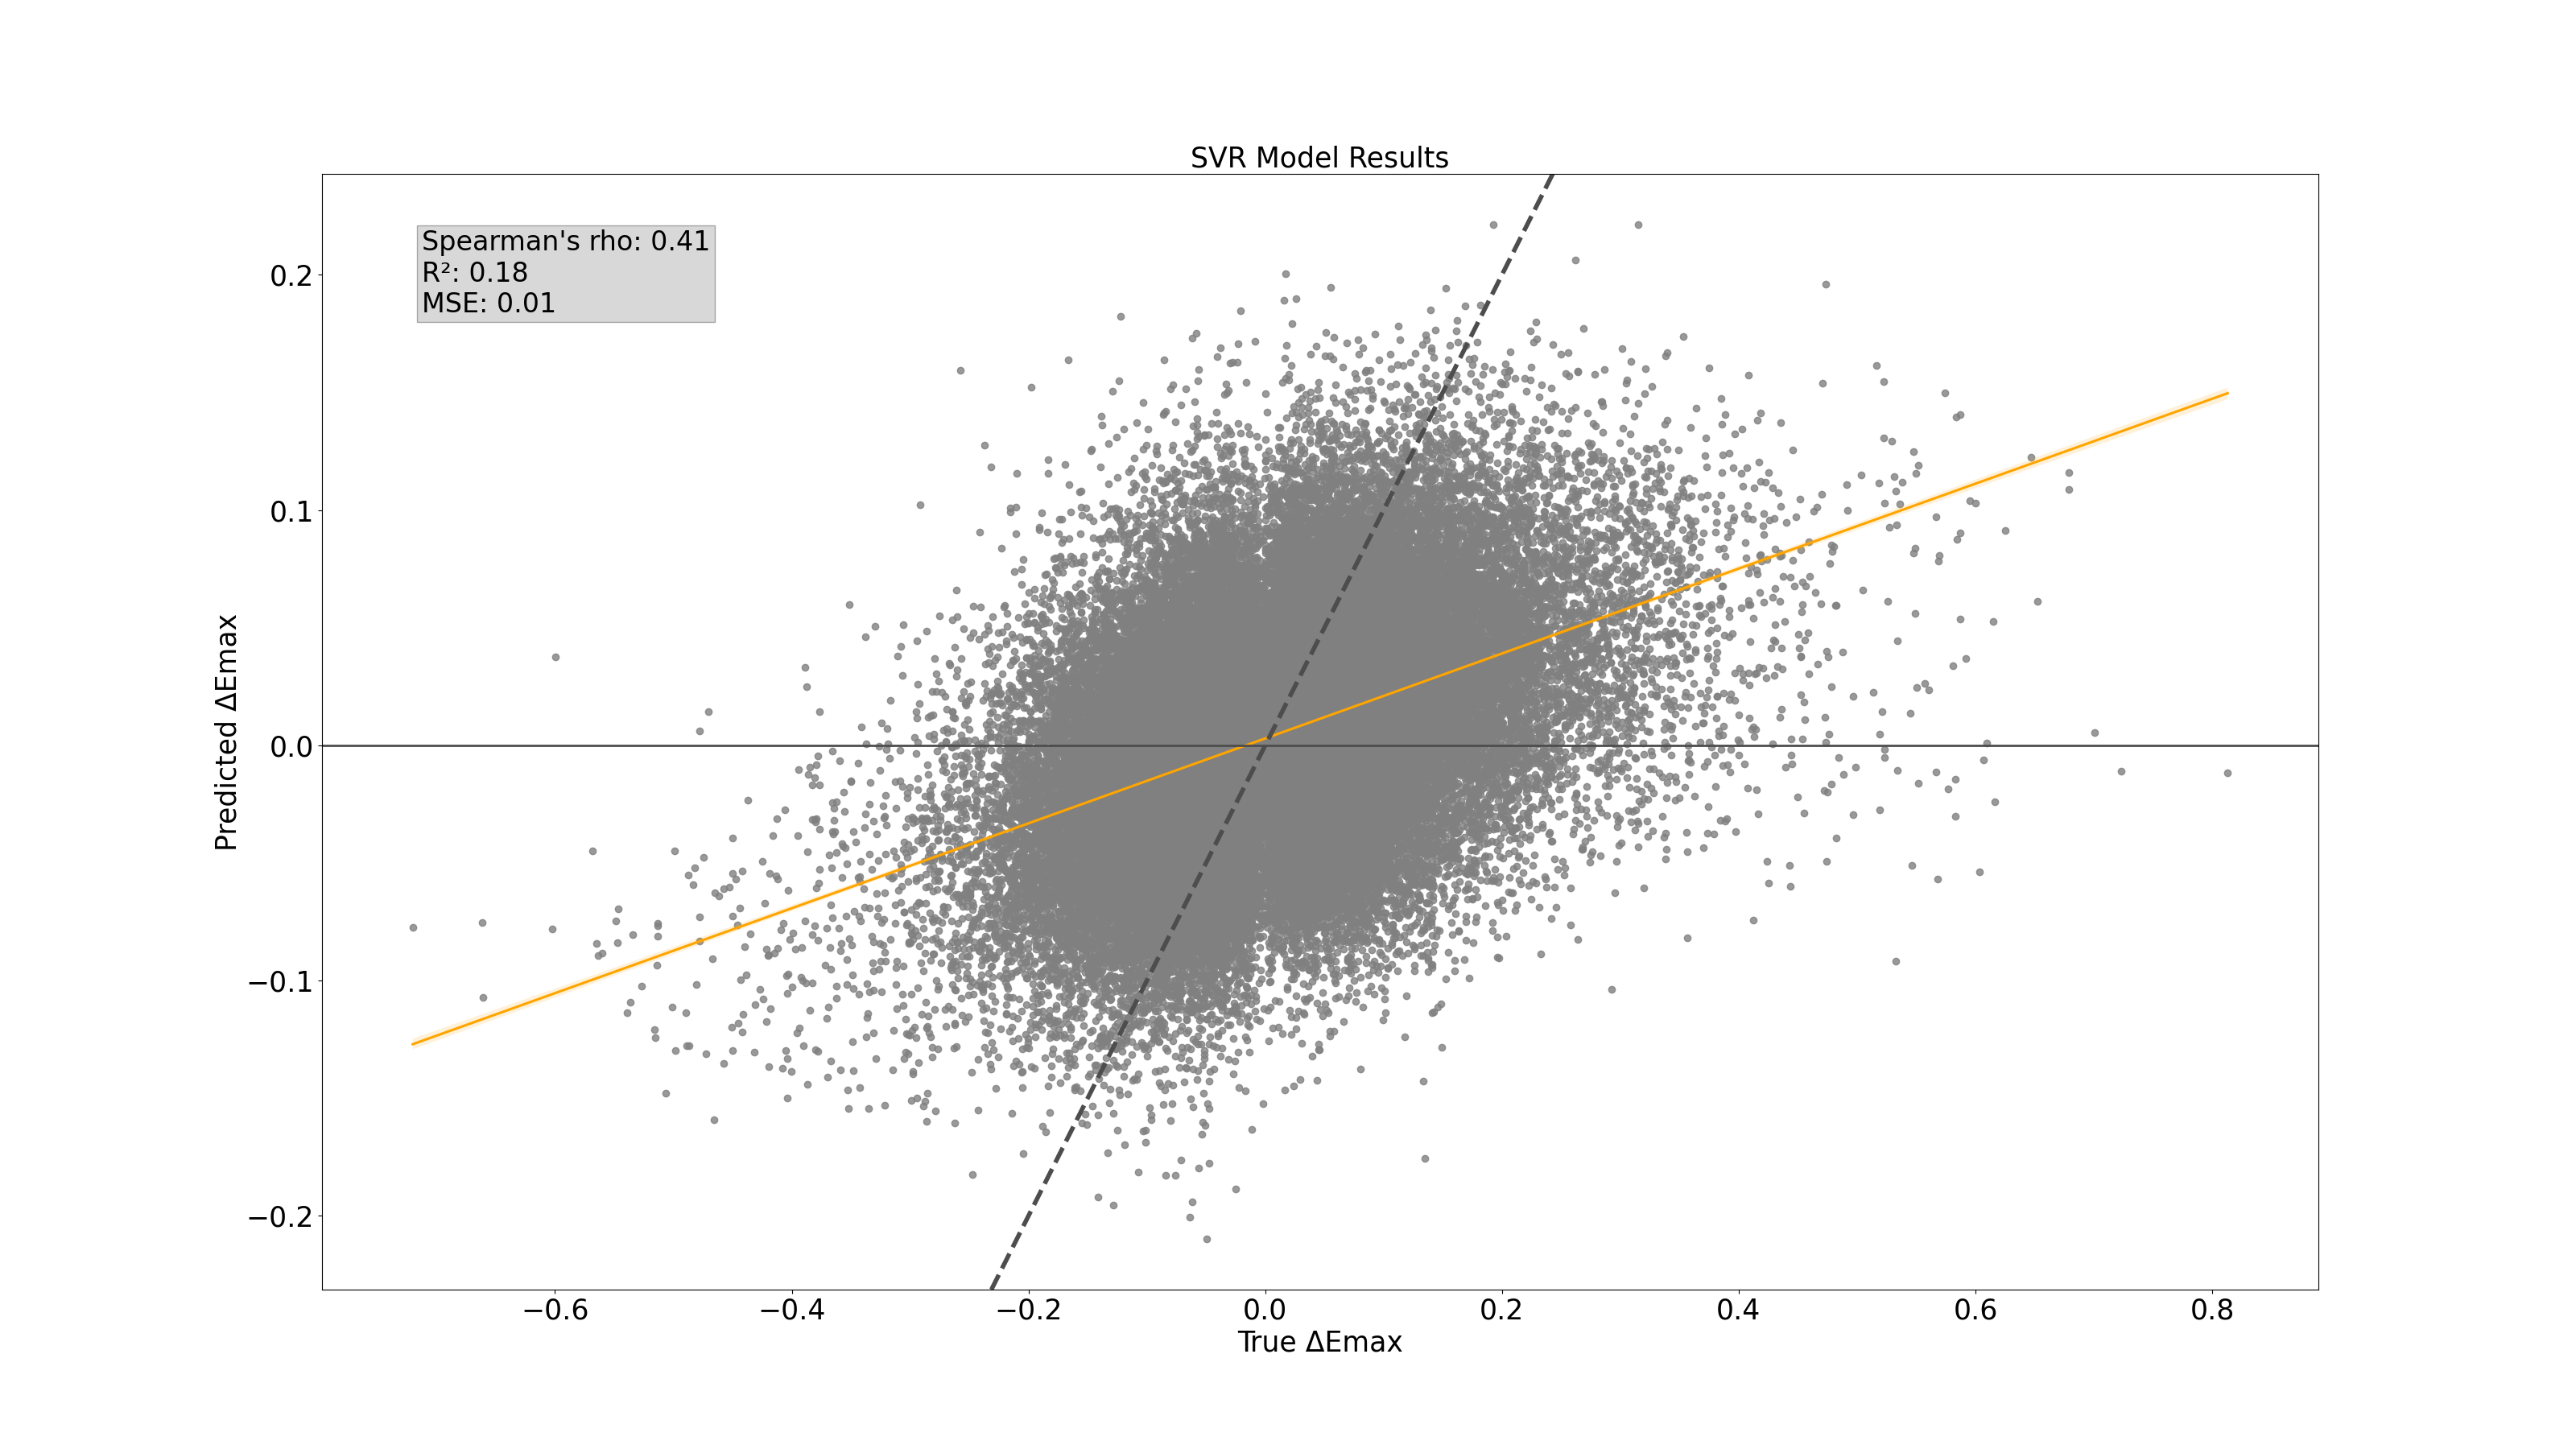 SVR Model Results
Spearman's rho: 0.41
R²: 0.18
MSE: 0.01
0.2
0.1
0.0
−0.1
−0.2
Predicted ΔEmax
−0.6
−0.4
−0.2
0.0
0.2
0.4
0.6
0.8
True ΔEmax